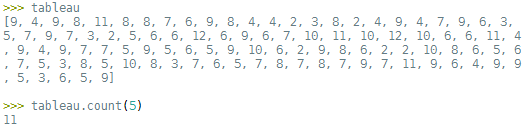 >>> tableau
[9, 4, 9, 8, 11, 8, 8, 7, 6, 9, 8, 4, 4, 2, 3, 8, 2, 4, 9, 4, 7, 9, 6, 3,
5, 7, 9, 7, 3, 2, 5, 6, 6, 12, 6, 9, 6, 7, 10, 11, 10, 12, 10, 6, 6, 11, 4
, 9, 4, 9, 7, 7, 5, 9, 5, 6, 5, 9, 10, 6, 2, 9, 8, 6, 2, 2, 10, 8, 6, 5, 6
, 7, 5, 3, 8, 5, 10, 8, 3, 7, 6, 5, 7, 8, 7, 8, 7, 9, 7, 11, 9, 6, 4, 9, 9
, 5, 3, 6, 5, 9]
>>> tableau.count(5)
11